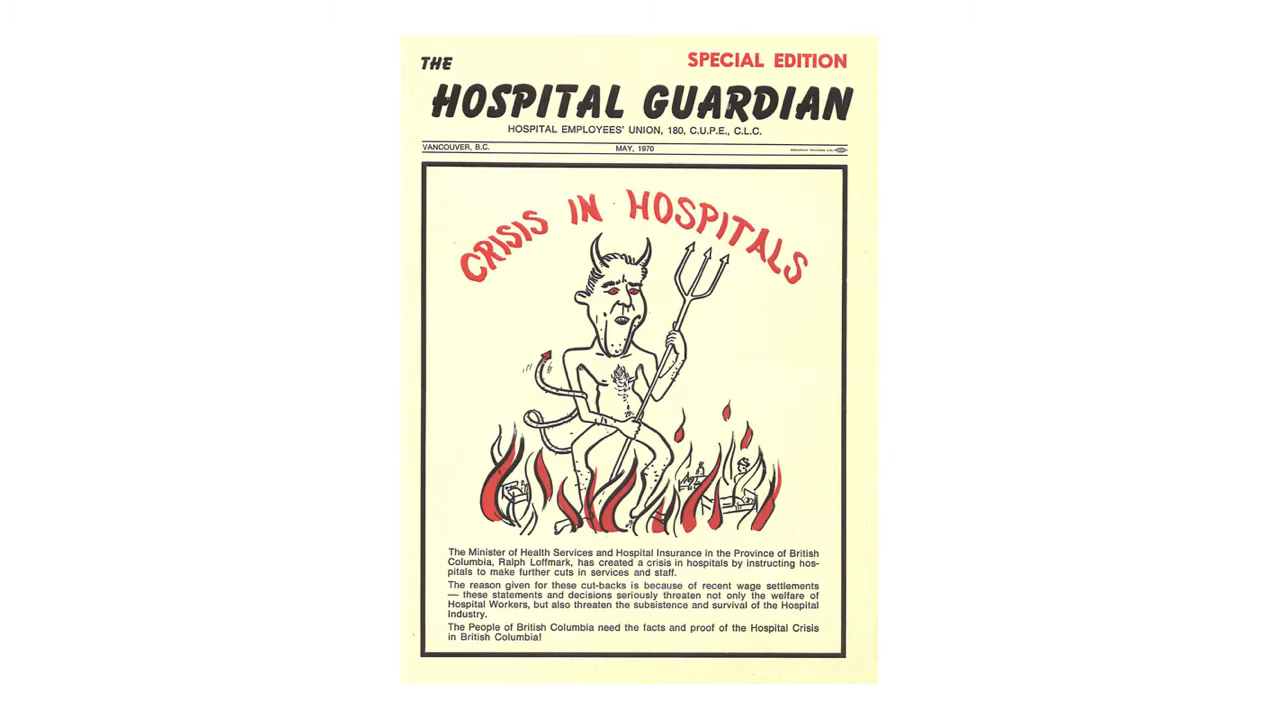 THE
SPECIAL EDITION
HOSPITAL GUARDIAN
HOSPITAL EMPLOYEES' UNION, 180, C.U.P.E., C.L.C.
VANCOUVER, B.C.
MAY, 1970
CRISIS IN HOSPITALS
The Minister of Health Services and Hospital Insurance in the Province of British
Columbia, Ralph Loffmark, has created a crisis in hospitals by instructing hos-
pitals to make further cuts in services and staff.
The reason given for these cut-backs is because of recent wage settlements
— these statements and decisions seriously threaten not only the welfare of
Hospital Workers, but also threaten the subsistence and survival of the Hospital
Industry.
The People of British Columbia need the facts and proof of the Hospital Crisis
in British Columbia!